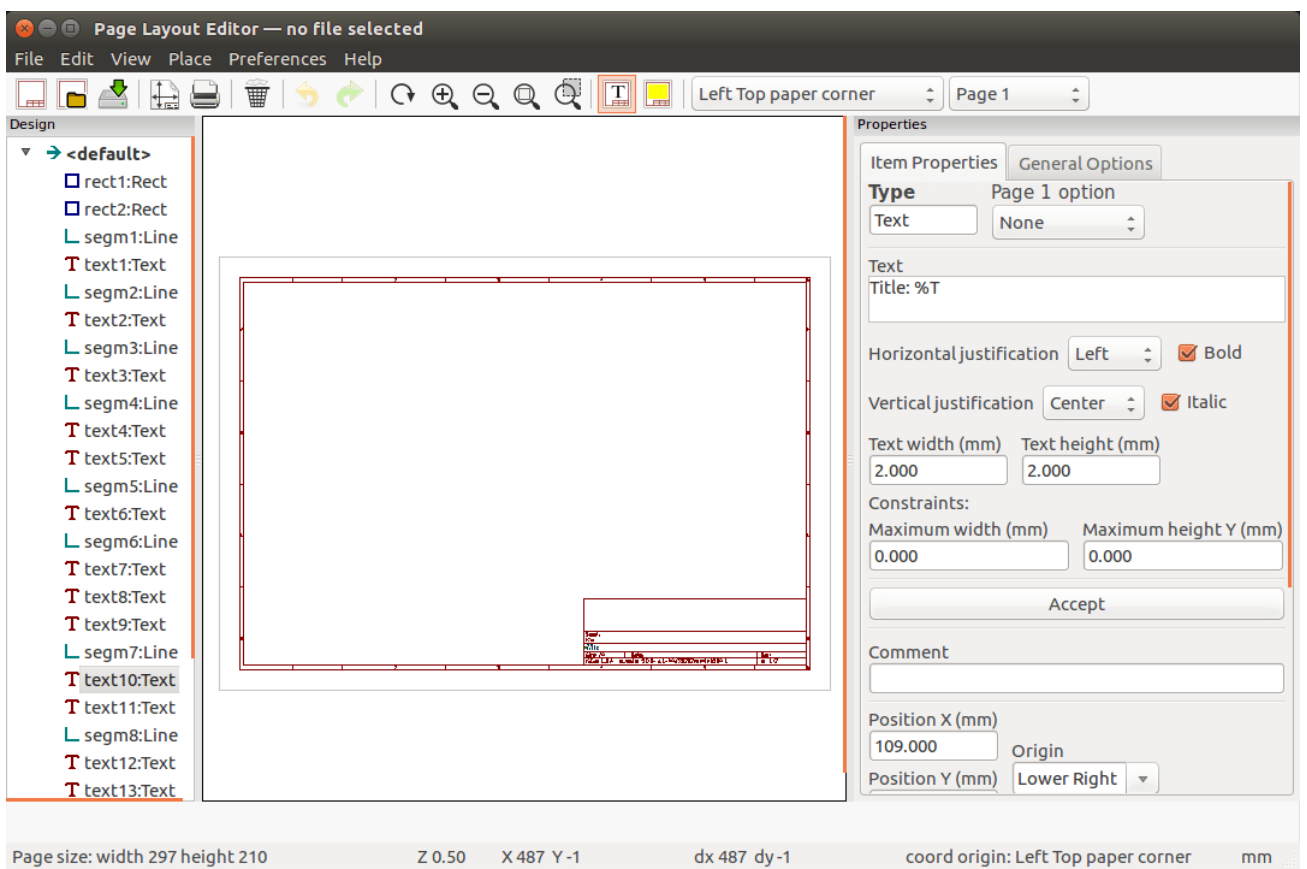 Page Layout Editor — no file selected
File Edit View Place Preferences Help
T Left Top paper corner Page 1
Design
<default>
rect1:Rect
rect2:Rect
segm1:Line
T text1:Text
segm2:Line
T text2:Text
segm3:Line
T text3:Text
segm4:Line
T text4:Text
T text5:Text
segm5:Line
T text6:Text
segm6:Line
T text7:Text
T text8:Text
T text9:Text
segm7:Line
T text10:Text
T text11:Text
segm8:Line
T text12:Text
T text13:Text
Properties
Item Properties General Options
Type Page 1 option
Text None
Text
Title: %T
Horizontal justification Left Bold
Vertical justification Center Italic
Text width (mm) Text height (mm)
2.000 2.000
Constraints:
Maximum width (mm) Maximum height Y (mm)
0.000 0.000
Accept
Comment
Position X (mm)
109.000 Origin
Position Y (mm) Lower Right
Page size: width 297 height 210 Z 0.50 X 487 Y -1 dx 487 dy -1 coord origin: Left Top paper corner mm